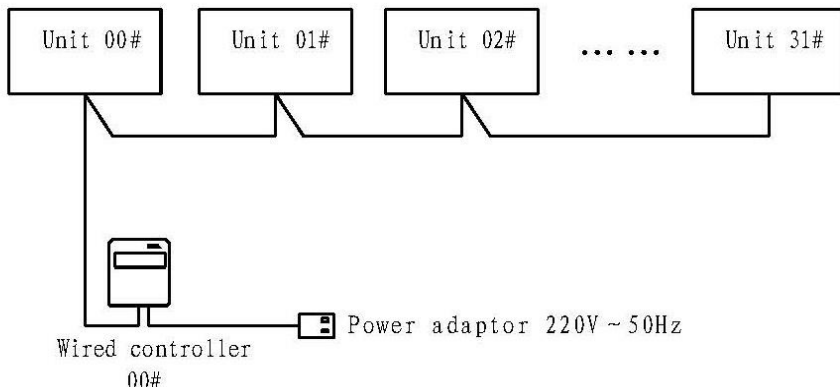 Unit 00#
Unit 01#
Unit 02#
... ...
Unit 31#
Power adaptor 220V ~ 50Hz
Wired controller
00#